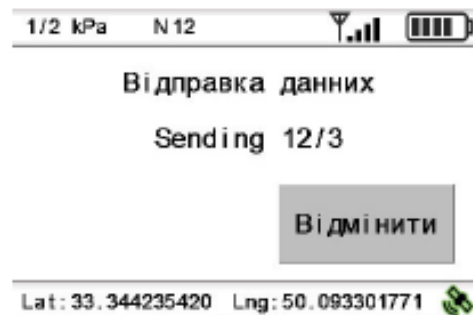 1/2 kPa N 12
Відправка данних
Sending 12/3
Відмінити
Lat: 33.344235420 Lng: 50.093301771